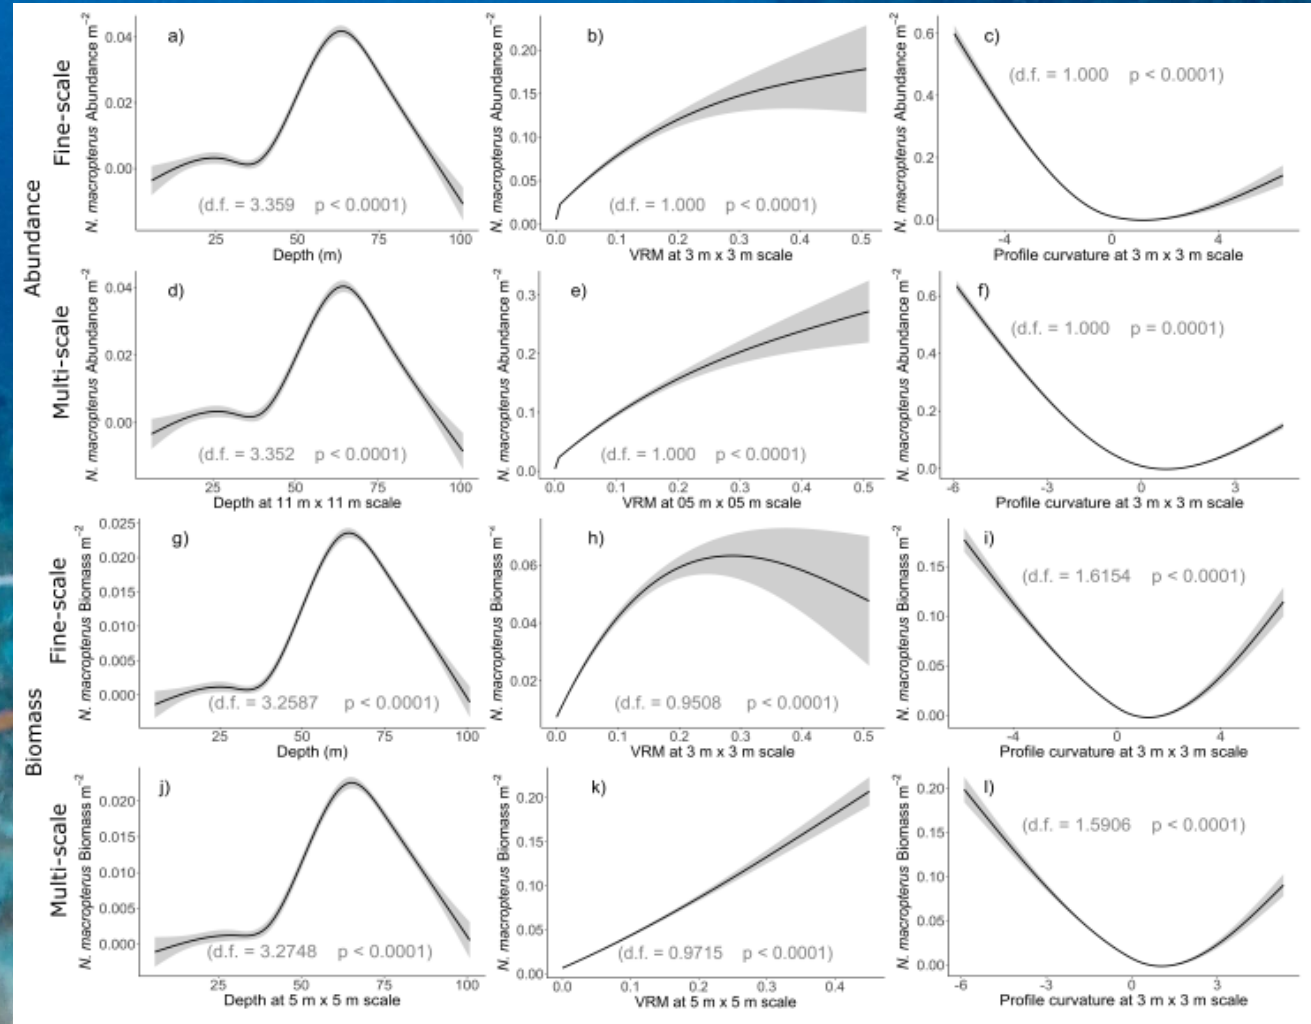 Abundance
Fine-scale
N. macropterus Abundance m⁻²
0.04
0.02
0.00
a)
(d.f. = 3.359 p < 0.0001)
25 50 75 100
Depth (m)
N. macropterus Abundance m⁻²
0.20
0.15
0.10
0.05
0.00
b)
(d.f. = 1.000 p < 0.0001)
0.0 0.1 0.2 0.3 0.4 0.5
VRM at 3 m x 3 m scale
N. macropterus Abundance m⁻²
0.6
0.4
0.2
0.0
c)
(d.f. = 1.000 p < 0.0001)
-4 0 4
Profile curvature at 3 m x 3 m scale
Multi-scale
N. macropterus Abundance m⁻²
0.04
0.02
0.00
d)
(d.f. = 3.352 p < 0.0001)
25 50 75 100
Depth at 11 m x 11 m scale
N. macropterus Abundance m⁻²
0.3
0.2
0.1
0.0
e)
(d.f. = 1.000 p < 0.0001)
0.0 0.1 0.2 0.3 0.4 0.5
VRM at 05 m x 05 m scale
N. macropterus Abundance m⁻²
0.6
0.4
0.2
0.0
f)
(d.f. = 1.000 p = 0.0001)
-6 -3 0 3
Profile curvature at 3 m x 3 m scale
Biomass
Fine-scale
N. macropterus Biomass m⁻²
0.025
0.020
0.015
0.010
0.005
0.000
g)
(d.f. = 3.2587 p < 0.0001)
25 50 75 100
Depth (m)
N. macropterus Biomass m⁻²
0.06
0.04
0.02
h)
(d.f. = 0.9508 p < 0.0001)
0.0 0.1 0.2 0.3 0.4 0.5
VRM at 3 m x 3 m scale
N. macropterus Biomass m⁻²
0.15
0.10
0.05
0.00
i)
(d.f. = 1.6154 p < 0.0001)
-4 0 4
Profile curvature at 3 m x 3 m scale
Multi-scale
N. macropterus Biomass m⁻²
0.020
0.015
0.010
0.005
0.000
j)
(d.f. = 3.2748 p < 0.0001)
25 50 75 100
Depth at 5 m x 5 m scale
N. macropterus Biomass m⁻²
0.20
0.15
0.10
0.05
0.00
k)
(d.f. = 0.9715 p < 0.0001)
0.0 0.1 0.2 0.3 0.4
VRM at 5 m x 5 m scale
N. macropterus Biomass m⁻²
0.20
0.15
0.10
0.05
0.00
l)
(d.f. = 1.5906 p < 0.0001)
-6 -3 0 3
Profile curvature at 3 m x 3 m scale